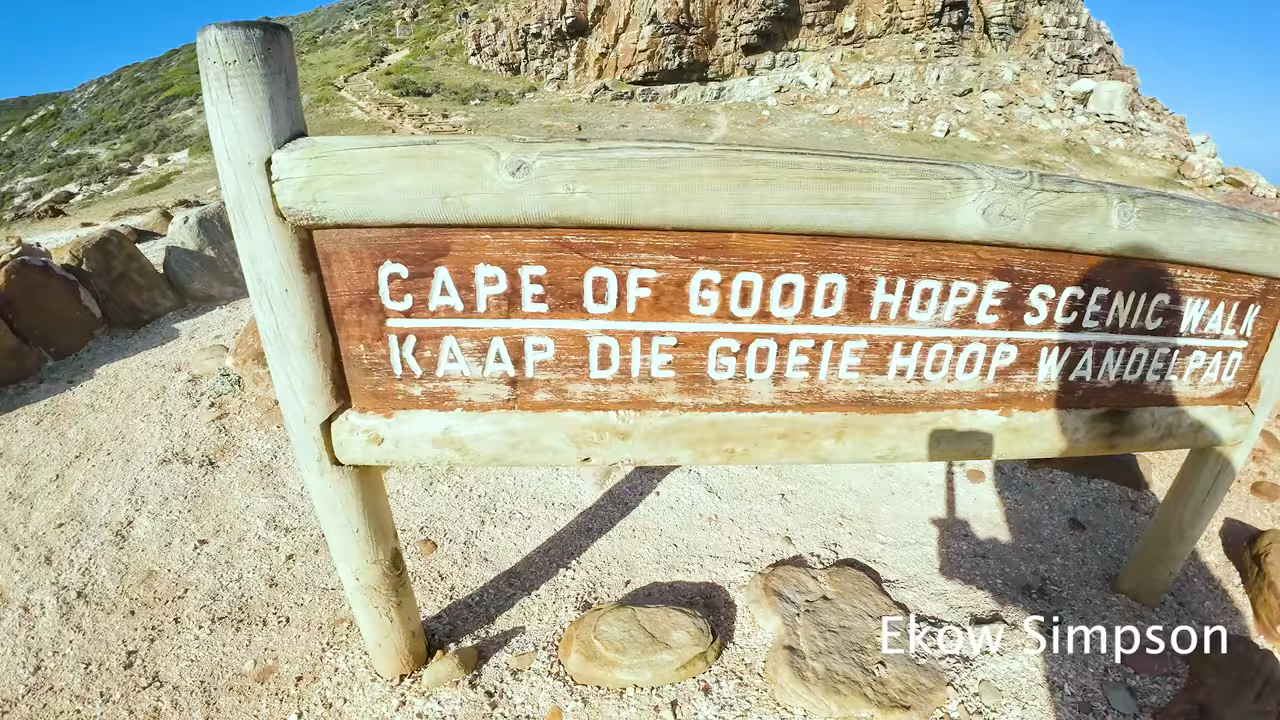 CAPE OF GOOD HOPE SCENIC WALK
KAAP DIE GOEIE HOOP WANDELPAD
Ekow Simpson